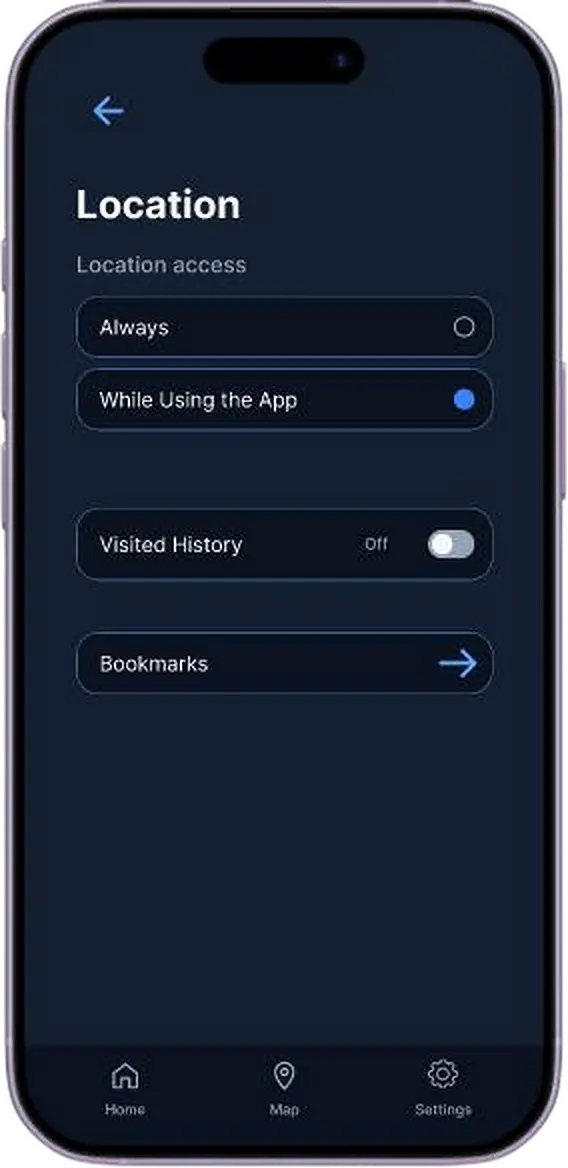 Location
Location access
Always
While Using the App
Visited History Off
Bookmarks
Home Map Settings